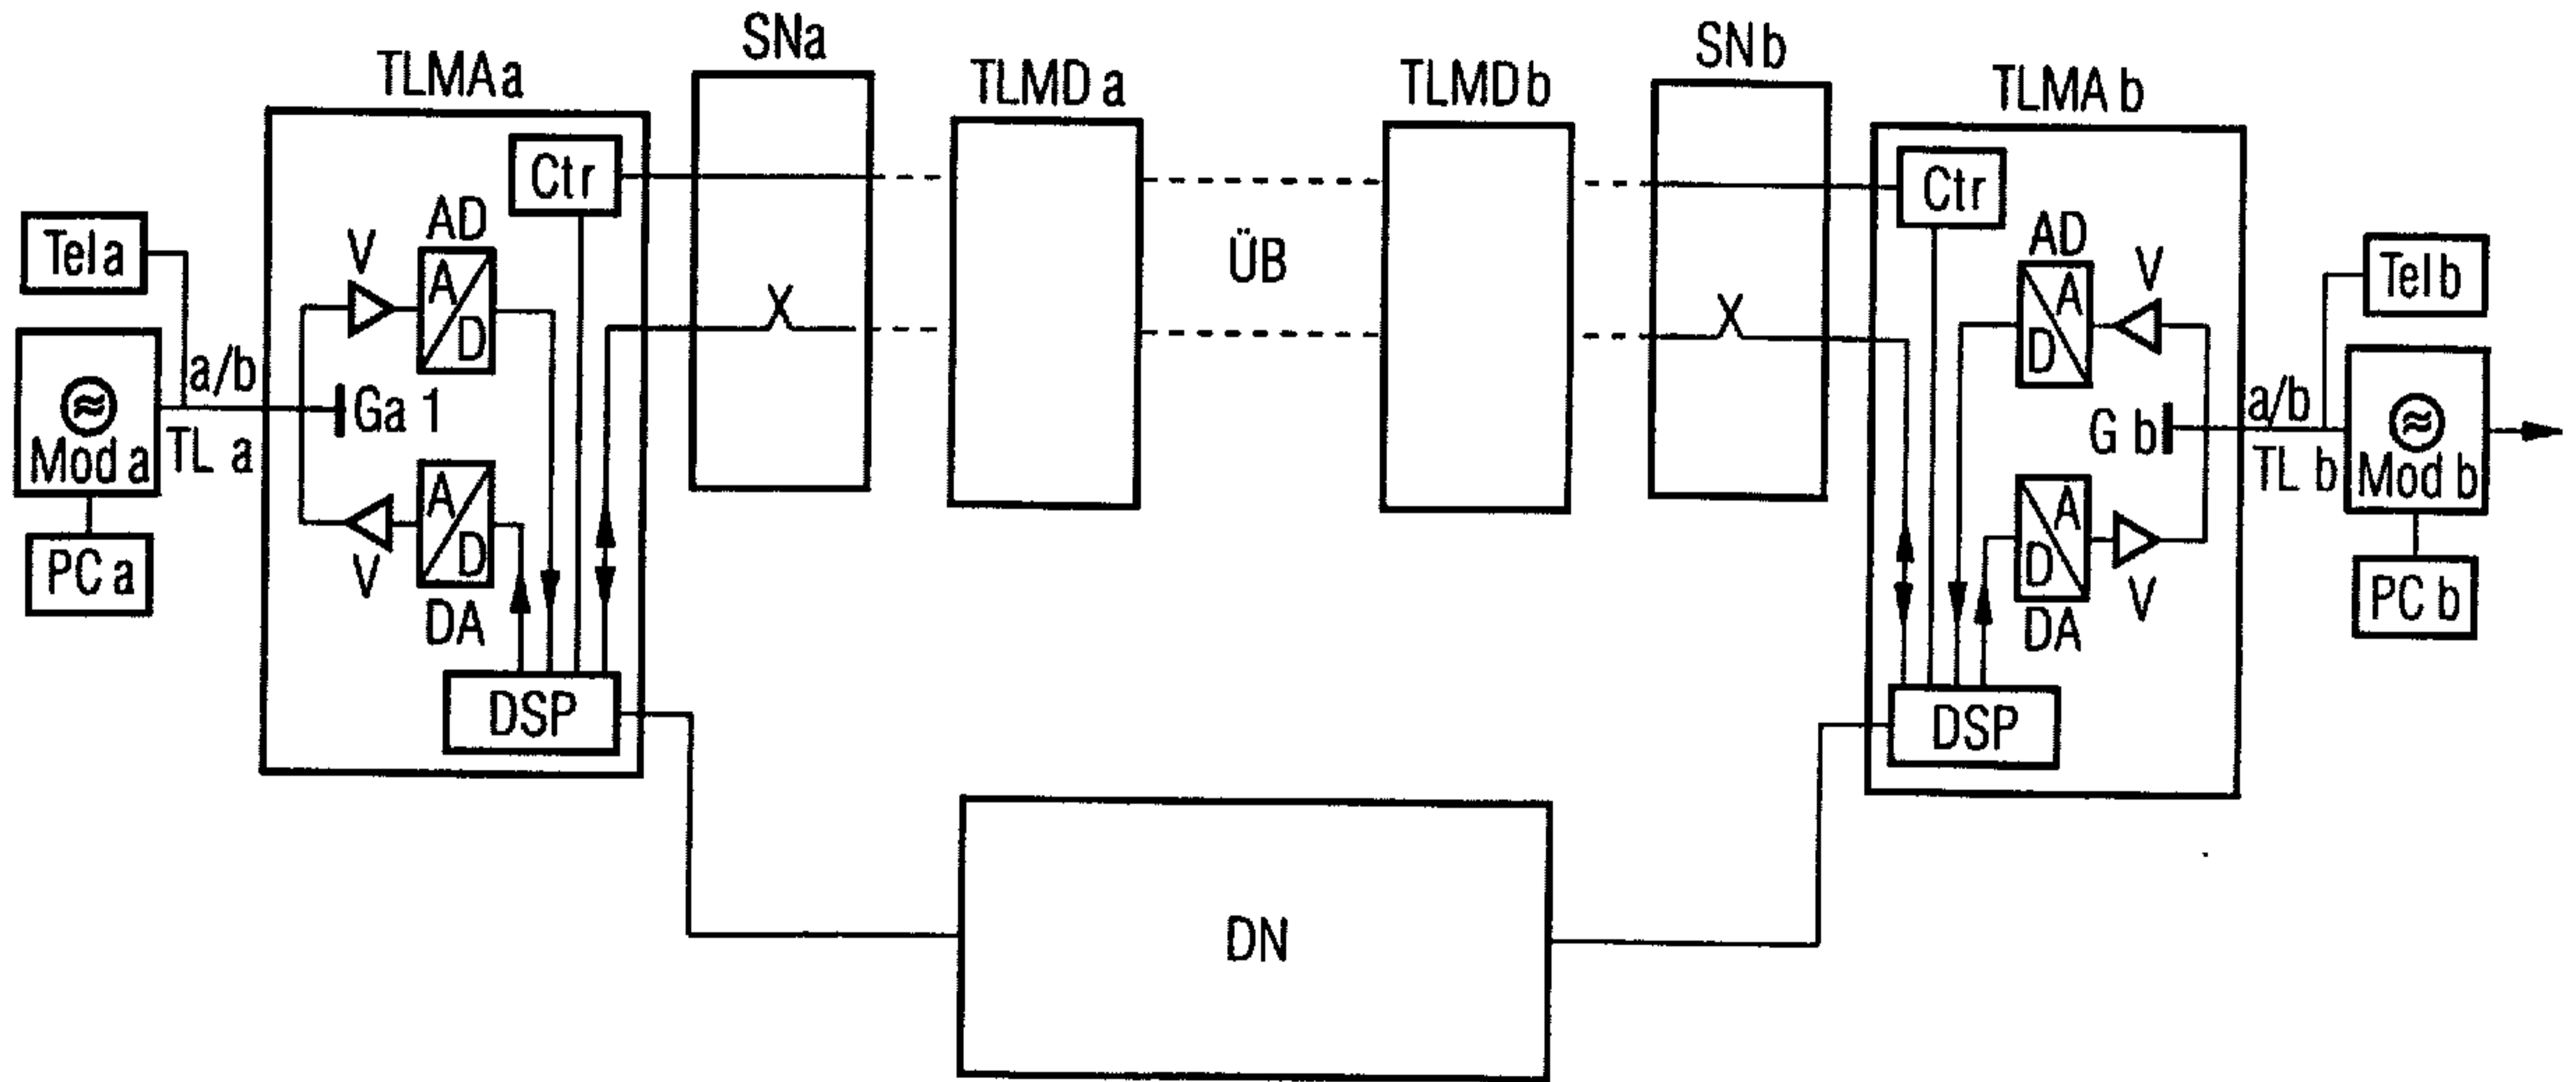 SNa
SNb
TLMAa
TLMD a
TLMD b
TLMA b
Ctr
Ctr
Tel a
V
AD
A
D
X
ÜB
X
AD
A
D
V
Tel b
a/b
Ga 1
G b
a/b
Mod a
TL a
TL b
Mod b
A
D
A
D
PC a
V
DA
DA
V
PC b
DSP
DSP
DN